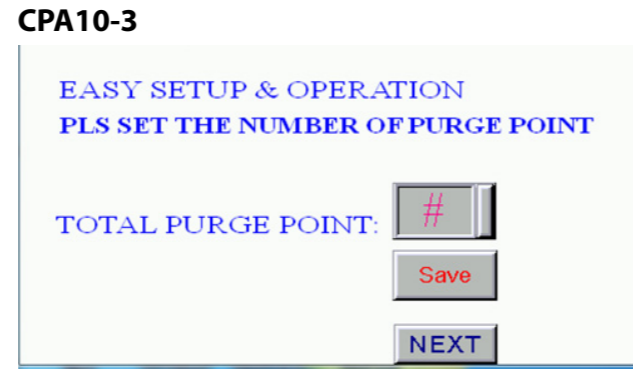 CPA10-3
EASY SETUP & OPERATION
PLS SET THE NUMBER OF PURGE POINT
TOTAL PURGE POINT: #
Save
NEXT